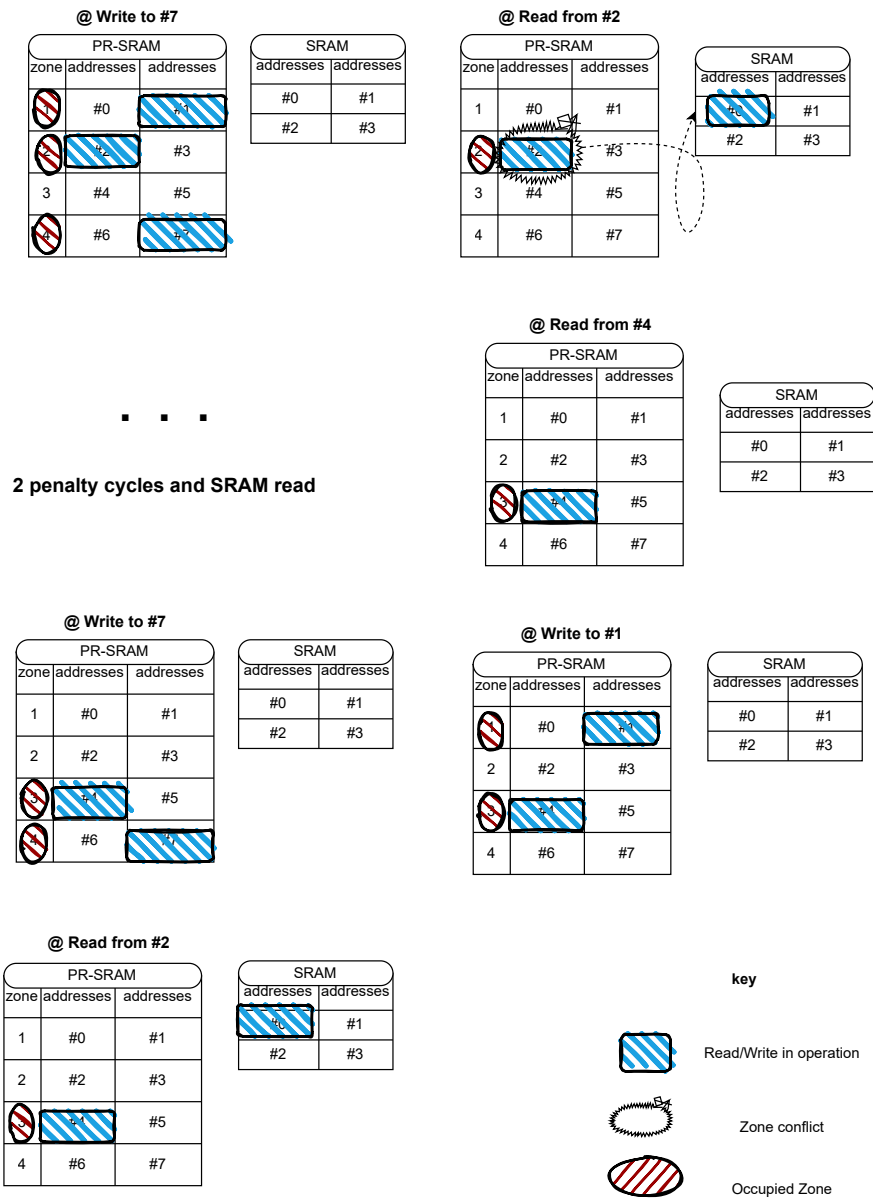 @ Write to #7
PR-SRAM
zone addresses addresses
1 #0 #1
2 #2 #3
3 #4 #5
4 #6 #7
SRAM
addresses addresses
#0 #1
#2 #3
@ Read from #2
PR-SRAM
zone addresses addresses
1 #0 #1
2 #2 #3
3 #4 #5
4 #6 #7
SRAM
addresses addresses
#0 #1
#2 #3
. . .
2 penalty cycles and SRAM read
@ Read from #4
PR-SRAM
zone addresses addresses
1 #0 #1
2 #2 #3
3 #4 #5
4 #6 #7
SRAM
addresses addresses
#0 #1
#2 #3
@ Write to #7
PR-SRAM
zone addresses addresses
1 #0 #1
2 #2 #3
3 #4 #5
4 #6 #7
SRAM
addresses addresses
#0 #1
#2 #3
@ Write to #1
PR-SRAM
zone addresses addresses
1 #0 #1
2 #2 #3
3 #4 #5
4 #6 #7
SRAM
addresses addresses
#0 #1
#2 #3
@ Read from #2
PR-SRAM
zone addresses addresses
1 #0 #1
2 #2 #3
3 #4 #5
4 #6 #7
SRAM
addresses addresses
#0 #1
#2 #3
key
Read/Write in operation
Zone conflict
Occupied Zone